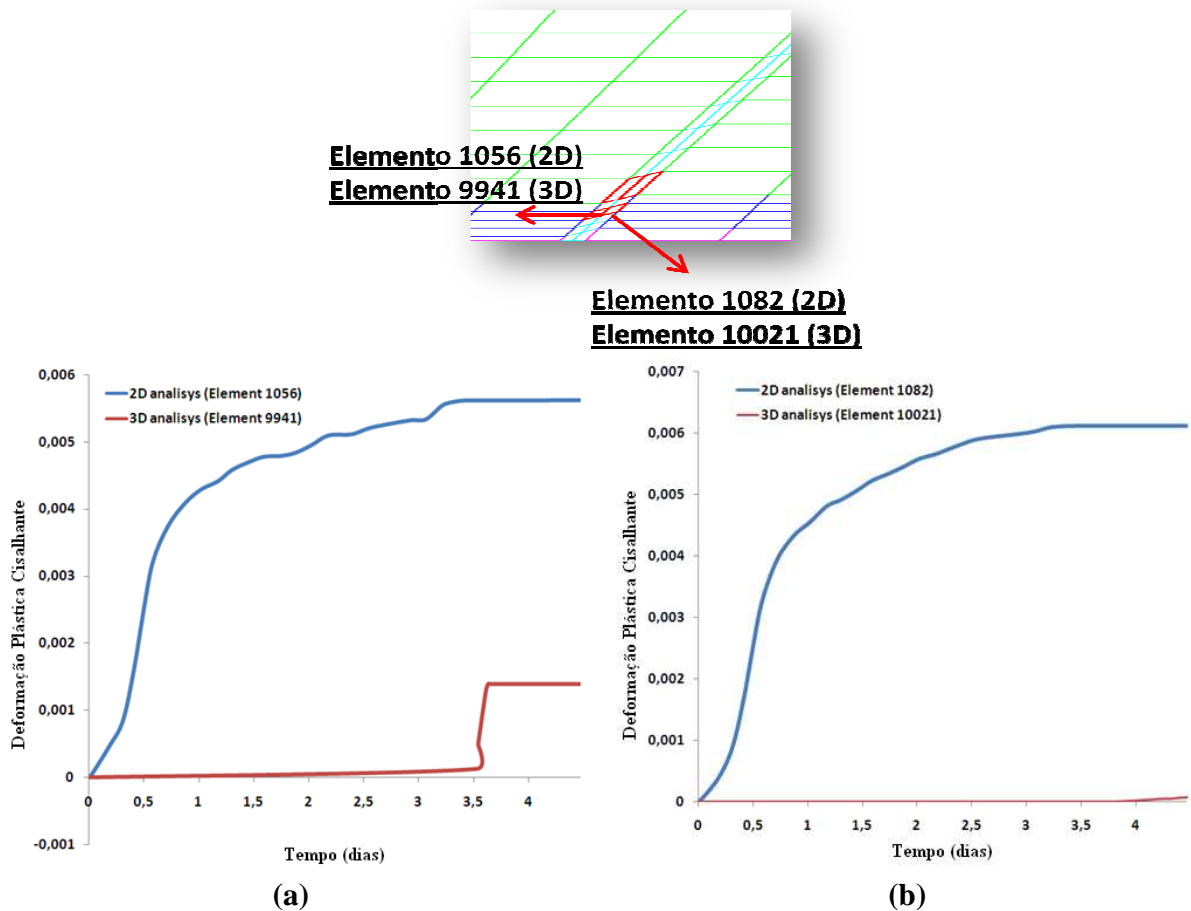 Elemento 1056 (2D)
Elemento 9941 (3D)
Elemento 1082 (2D)
Elemento 10021 (3D)
0,006
0,005
0,004
0,003
0,002
0,001
0
-0,001
Deformação Plástica Cisalhante
2D analisys (Element 1056)
3D analisys (Element 9941)
0 0,5 1 1,5 2 2,5 3 3,5 4
Tempo (dias)
(a)
0,007
0,006
0,005
0,004
0,003
0,002
0,001
0
Deformação Plástica Cisalhante
2D analisys (Element 1082)
3D analisys (Element 10021)
0 0,5 1 1,5 2 2,5 3 3,5 4
Tempo (dias)
(b)